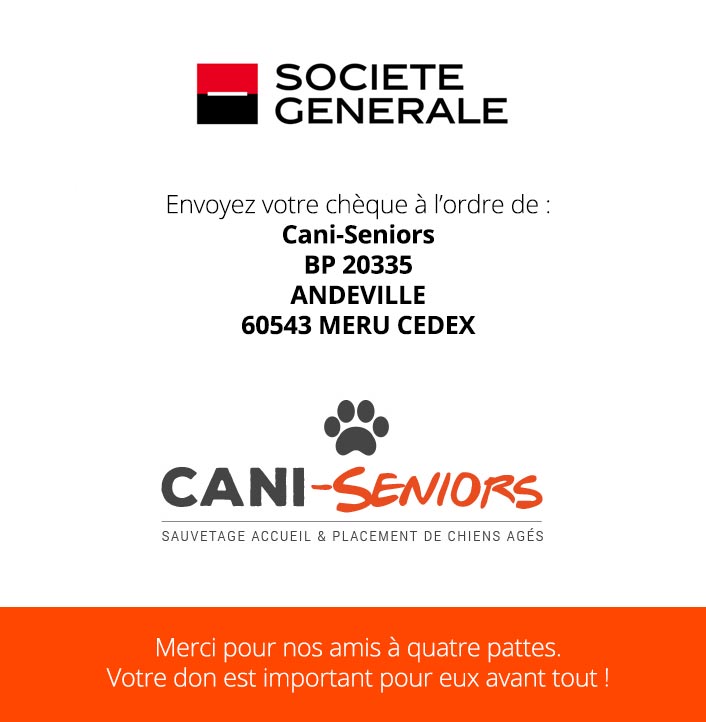 SOCIETE
GENERALE
Envoyez votre chèque à l'ordre de :
Cani-Seniors
BP 20335
ANDEVILLE
60543 MERU CEDEX
CANI-SENIORS
SAUVETAGE ACCUEIL & PLACEMENT DE CHIENS AGÉS
Merci pour nos amis à quatre pattes.
Votre don est important pour eux avant tout !